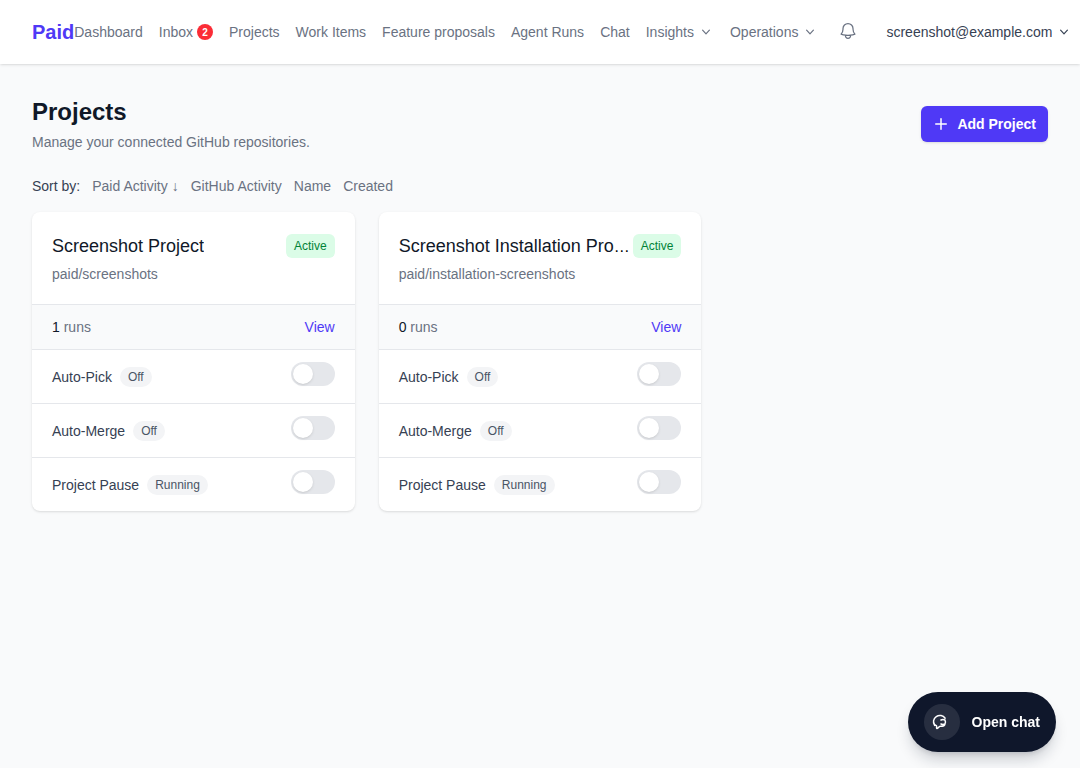 Paid Dashboard Inbox 2 Projects Work Items Feature proposals Agent Runs Chat Insights Operations screenshot@example.com
Projects
Manage your connected GitHub repositories.
Add Project
Sort by: Paid Activity ↓ GitHub Activity Name Created
Screenshot Project Active
paid/screenshots
1 runs View
Auto-Pick Off
Auto-Merge Off
Project Pause Running
Screenshot Installation Pro... Active
paid/installation-screenshots
0 runs View
Auto-Pick Off
Auto-Merge Off
Project Pause Running
Open chat